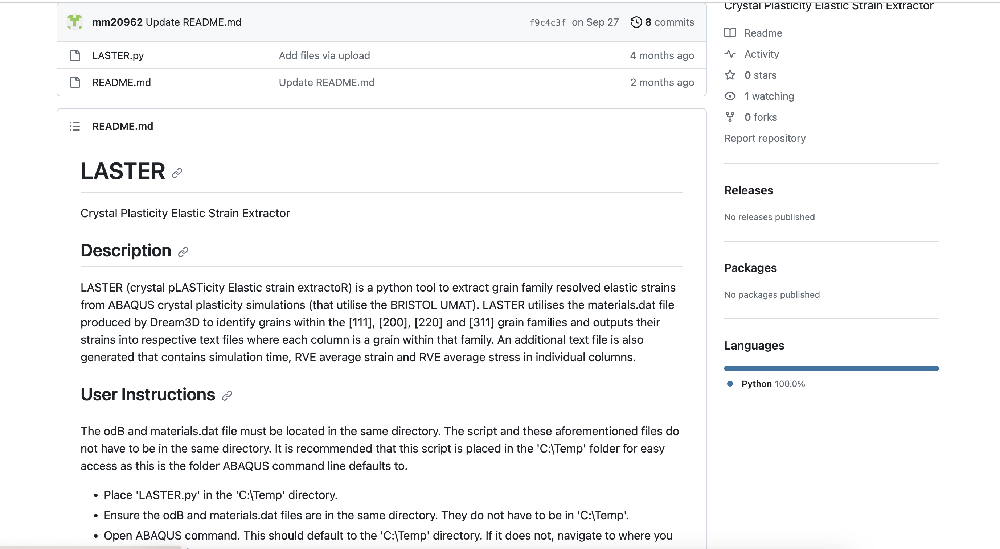 mm20962 Update README.md f9c4c3f on Sep 27 8 commits
LASTER.py Add files via upload 4 months ago
README.md Update README.md 2 months ago
README.md
LASTER
Crystal Plasticity Elastic Strain Extractor
Description
LASTER (crystal pLASTicity Elastic strain extractoR) is a python tool to extract grain family resolved elastic strains
from ABAQUS crystal plasticity simulations (that utilise the BRISTOL UMAT). LASTER utilises the materials.dat file
produced by Dream3D to identify grains within the [111], [200], [220] and [311] grain families and outputs their
strains into respective text files where each column is a grain within that family. An additional text file is also
generated that contains simulation time, RVE average strain and RVE average stress in individual columns.
User Instructions
The odB and materials.dat file must be located in the same directory. The script and these aforementioned files do
not have to be in the same directory. It is recommended that this script is placed in the 'C:\Temp' folder for easy
access as this is the folder ABAQUS command line defaults to.
• Place 'LASTER.py' in the 'C:\Temp' directory.
• Ensure the odB and materials.dat files are in the same directory. They do not have to be in 'C:\Temp'.
• Open ABAQUS command. This should default to the 'C:\Temp' directory. If it does not, navigate to where you
Crystal Plasticity Elastic Strain Extractor
Readme
Activity
0 stars
1 watching
0 forks
Report repository
Releases
No releases published
Packages
No packages published
Languages
Python 100.0%